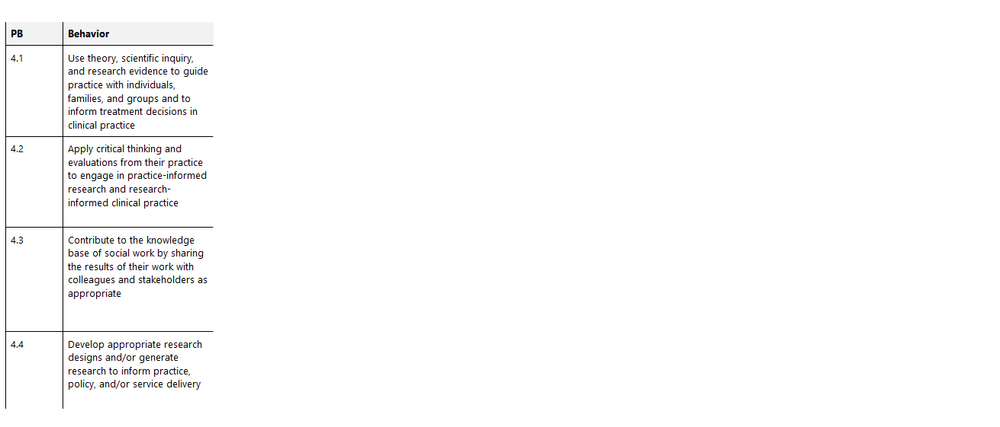 PB Behavior
4.1 Use theory, scientific inquiry,
and research evidence to guide
practice with individuals,
families, and groups and to
inform treatment decisions in
clinical practice
4.2 Apply critical thinking and
evaluations from their practice
to engage in practice-informed
research and research-
informed clinical practice
4.3 Contribute to the knowledge
base of social work by sharing
the results of their work with
colleagues and stakeholders as
appropriate
4.4 Develop appropriate research
designs and/or generate
research to inform practice,
policy, and/or service delivery